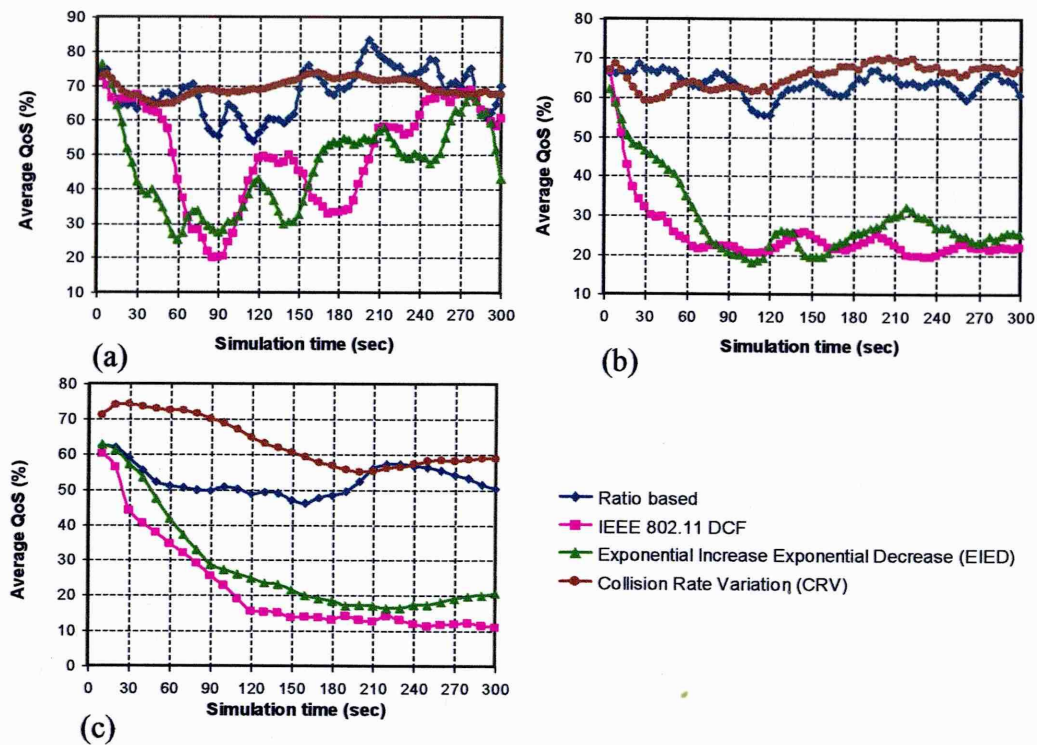 90
80
70
60
50
40
30
20
10
Average QoS (%)
0 30 60 90 120 150 180 210 240 270 300
Simulation time (sec)
(a)
80
70
60
50
40
30
20
10
Average QoS (%)
0 30 60 90 120 150 180 210 240 270 300
Simulation time (sec)
(b)
80
70
60
50
40
30
20
10
0
Average QoS (%)
0 30 60 90 120 150 180 210 240 270 300
Simulation time (sec)
(c)
Ratio based
IEEE 802.11 DCF
Exponential Increase Exponential Decrease (EIED)
Collision Rate Variation (CRV)